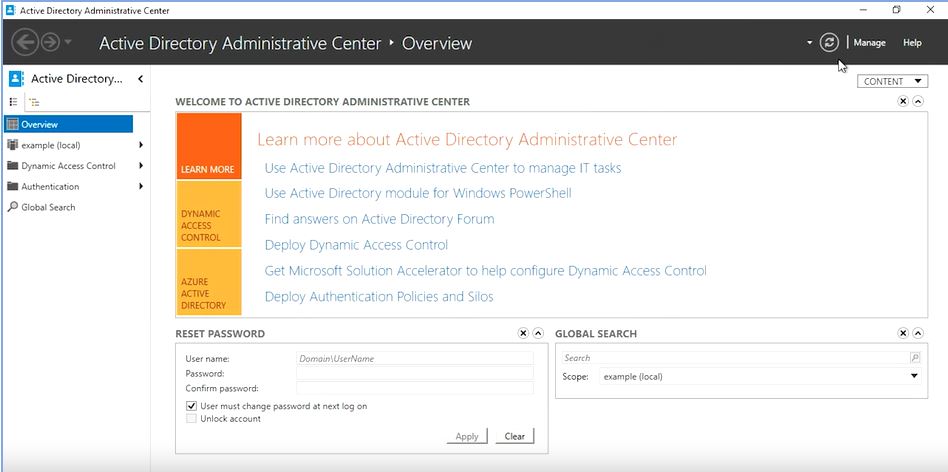 Active Directory Administrative Center
Active Directory Administrative Center • Overview
Manage
Help
Active Directory...
Overview
example (local)
Dynamic Access Control
Authentication
Global Search
CONTENT
WELCOME TO ACTIVE DIRECTORY ADMINISTRATIVE CENTER
LEARN MORE
DYNAMIC
ACCESS
CONTROL
AZURE
ACTIVE
DIRECTORY
Learn more about Active Directory Administrative Center
Use Active Directory Administrative Center to manage IT tasks
Use Active Directory module for Windows PowerShell
Find answers on Active Directory Forum
Deploy Dynamic Access Control
Get Microsoft Solution Accelerator to help configure Dynamic Access Control
Deploy Authentication Policies and Silos
RESET PASSWORD
User name: Domain\UserName
Password:
Confirm password:
User must change password at next log on
Unlock account
Apply
Clear
GLOBAL SEARCH
Search
Scope: example (local)